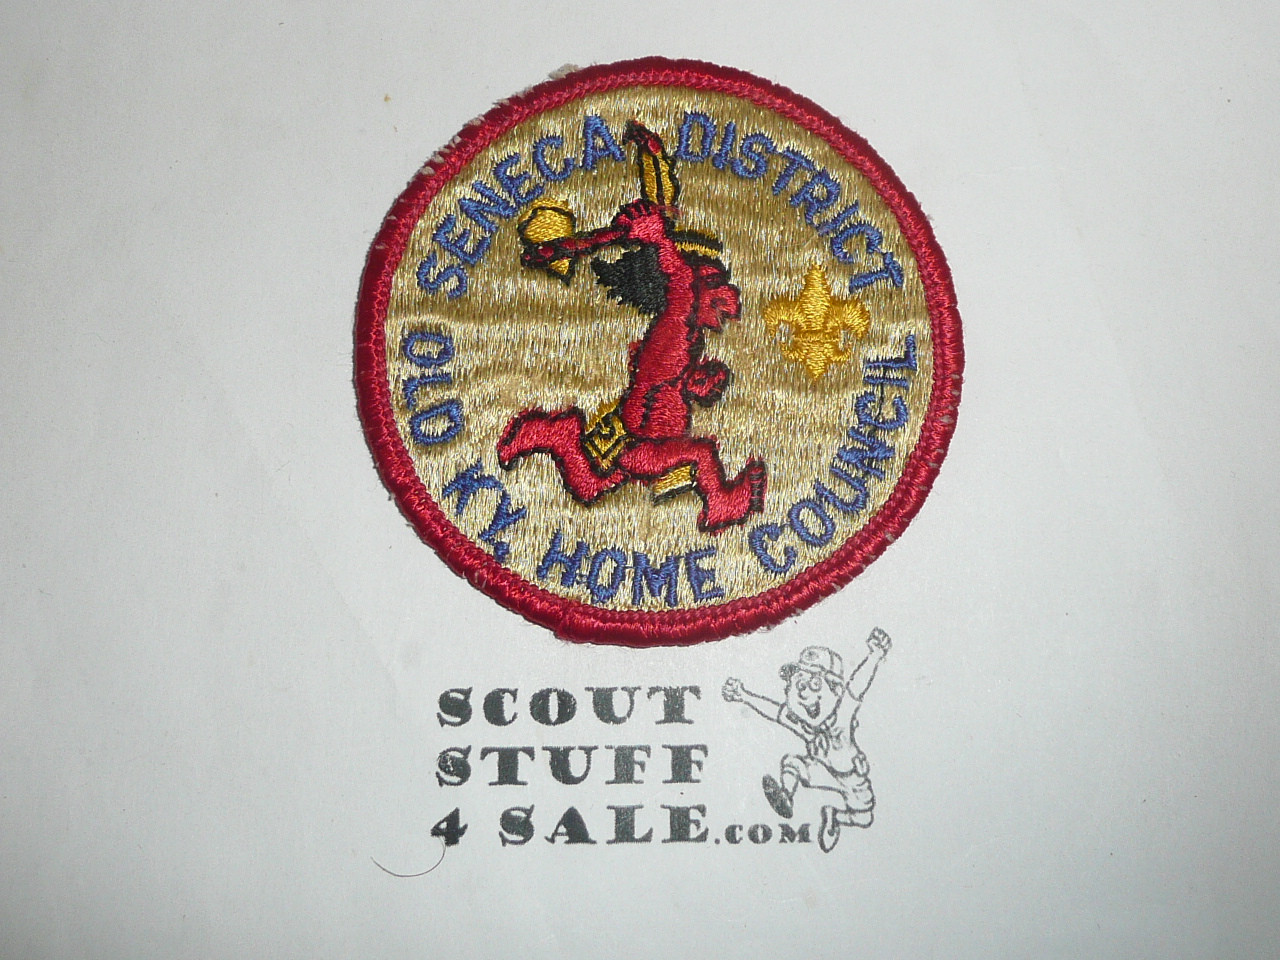 SENECA DISTRICT
OLD KY. HOME COUNCIL
SCOUT
STUFF
4 SALE.COM